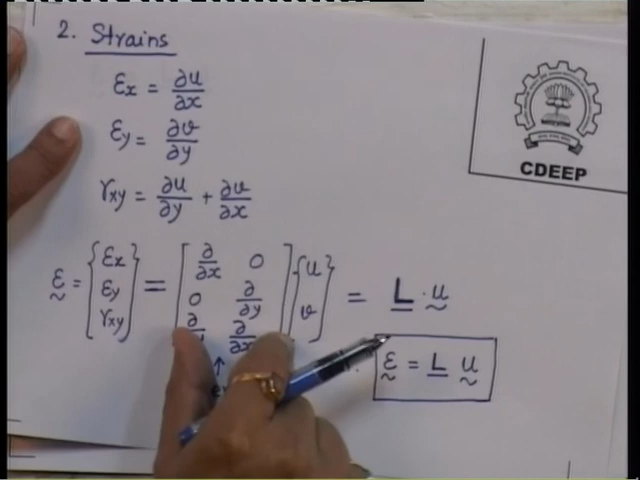 2. Strains
εx = ∂u/∂x
εy = ∂v/∂y
γxy = ∂u/∂y + ∂v/∂x
ε = {εx εy γxy} = [∂/∂x 0 0 ∂/∂y ∂/ ∂/∂x] {u v} = L · u
ε = L u
CDEEP